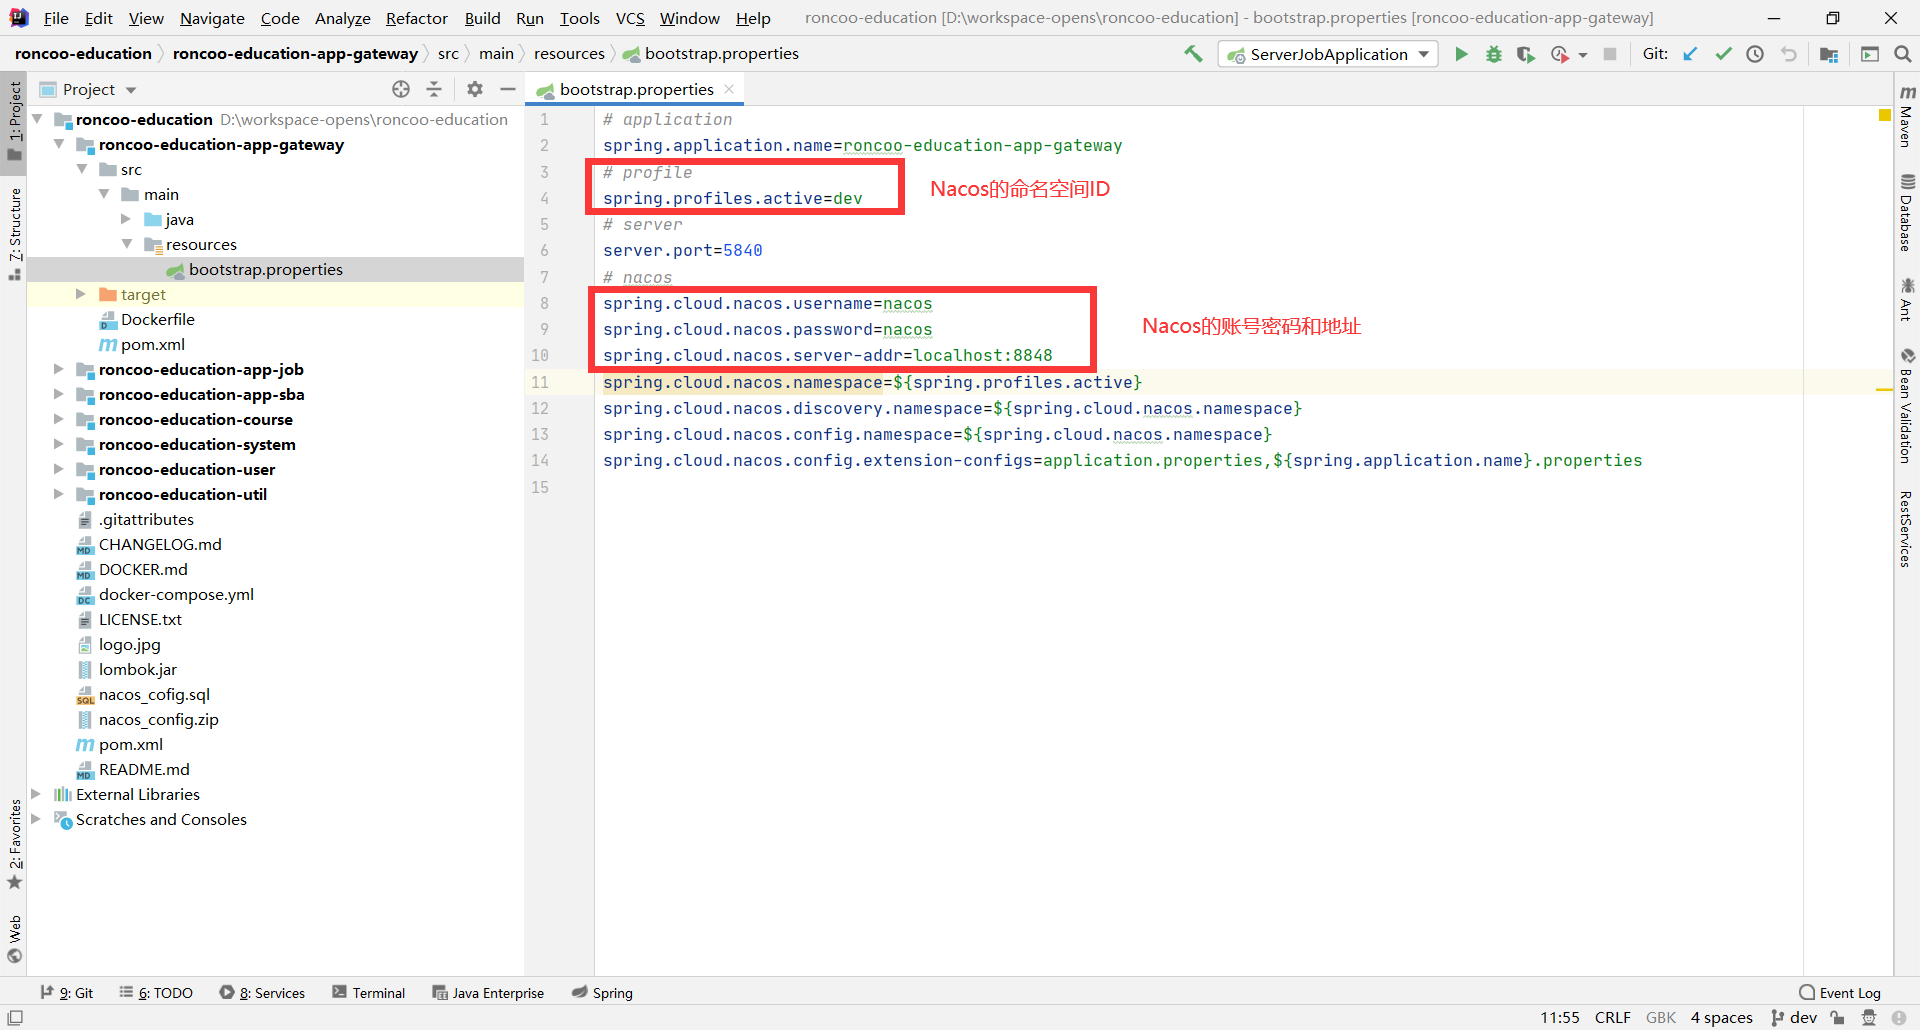 File Edit View Navigate Code Analyze Refactor Build Run Tools VCS Window Help roncoo-education [D:\workspace-opens\roncoo-education] - bootstrap.properties [roncoo-education-app-gateway]
roncoo-education roncoo-education-app-gateway src main resources bootstrap.properties ServerJobApplication Git:
Project bootstrap.properties
1: Project
7: Structure
2: Favorites
Web
roncoo-education D:\workspace-opens\roncoo-education
roncoo-education-app-gateway
src
main
java
resources
bootstrap.properties
target
Dockerfile
pom.xml
roncoo-education-app-job
roncoo-education-app-sba
roncoo-education-course
roncoo-education-system
roncoo-education-user
roncoo-education-util
.gitattributes
CHANGELOG.md
DOCKER.md
docker-compose.yml
LICENSE.txt
logo.jpg
lombok.jar
nacos_cofig.sql
nacos_config.zip
pom.xml
README.md
External Libraries
Scratches and Consoles
1 # application
2 spring.application.name=roncoo-education-app-gateway
3 # profile
4 spring.profiles.active=dev
Nacos的命名空间ID
5 # server
6 server.port=5840
7 # nacos
8 spring.cloud.nacos.username=nacos
9 spring.cloud.nacos.password=nacos
Nacos的账号密码和地址
10 spring.cloud.nacos.server-addr=localhost:8848
11 spring.cloud.nacos.namespace=${spring.profiles.active}
12 spring.cloud.nacos.discovery.namespace=${spring.cloud.nacos.namespace}
13 spring.cloud.nacos.config.namespace=${spring.cloud.nacos.namespace}
14 spring.cloud.nacos.config.extension-configs=application.properties,${spring.application.name}.properties
15
Maven
Database
Ant
Bean Validation
RestServices
9: Git 6: TODO 8: Services Terminal Java Enterprise Spring Event Log
11:55 CRLF GBK 4 spaces dev